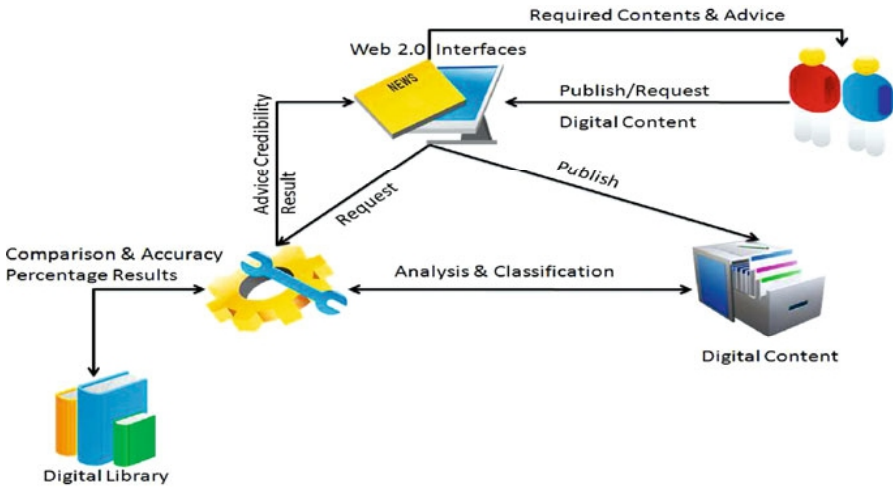 Required Contents & Advice
Web 2.0 Interfaces
NEWS
Publish/Request
Digital Content
Advice Credibility
Result
Request
Publish
Comparison & Accuracy
Percentage Results
Analysis & Classification
Digital Content
Digital Library